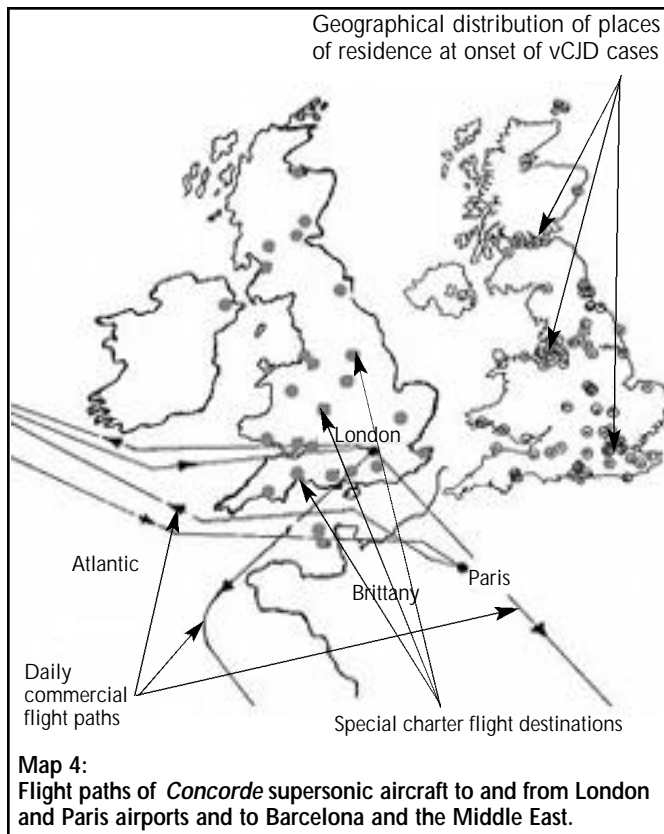 Geographical distribution of places
of residence at onset of vCJD cases
London
Atlantic
Brittany
Paris
Daily
commercial
flight paths
Special charter flight destinations
Map 4:
Flight paths of Concorde supersonic aircraft to and from London
and Paris airports and to Barcelona and the Middle East.